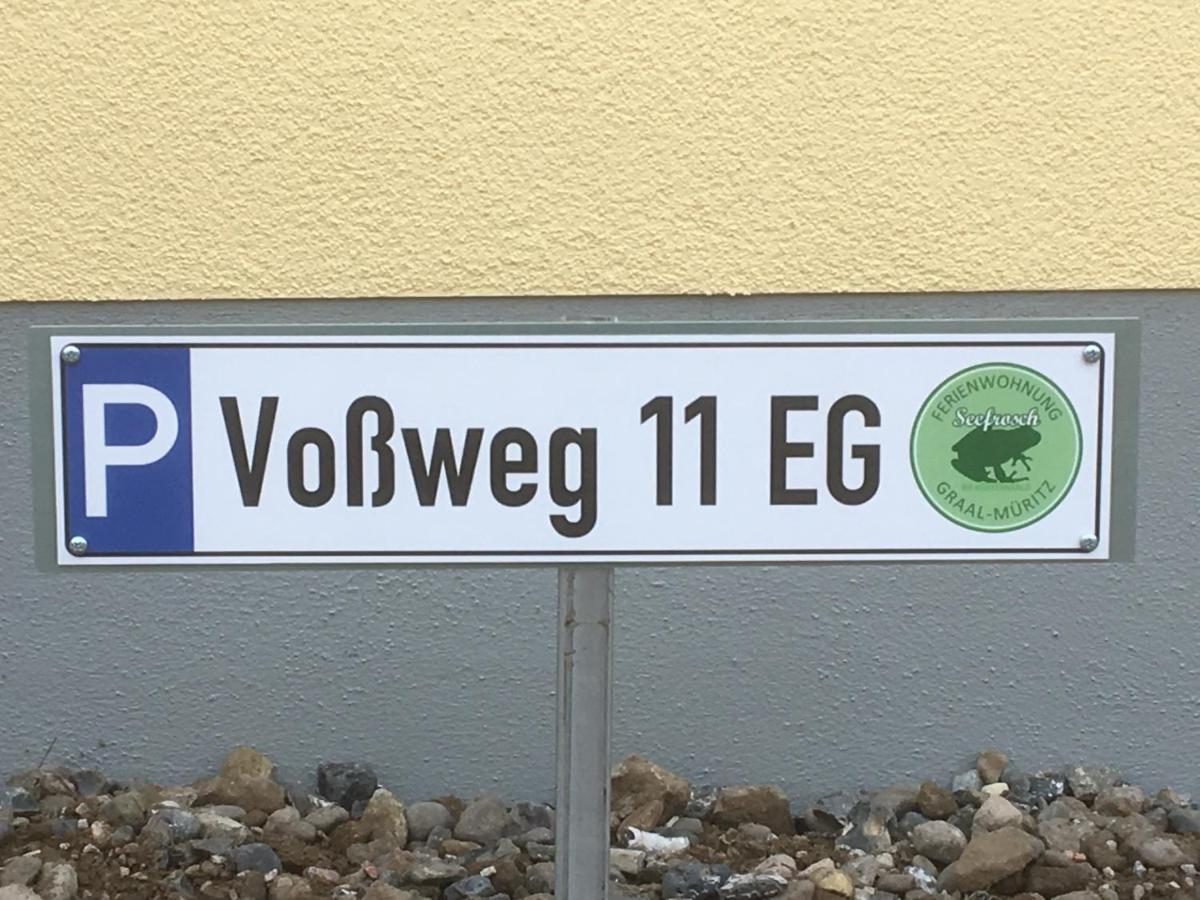 P Voßweg 11 EG
FERIENWOHNUNG
Seefrosch
GRAAL-MÜRITZ